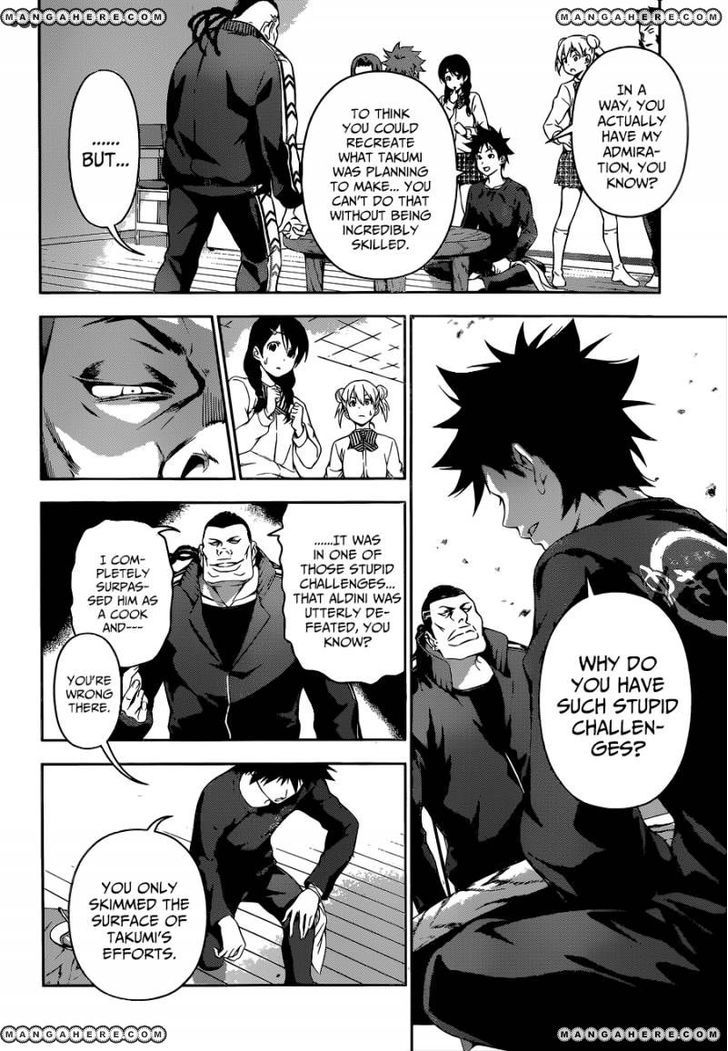 MANGAHERE.COM
MANGAHERE.COM
IN A
WAY, YOU
ACTUALLY
HAVE MY
ADMIRA-
TION, YOU
KNOW?
TO THINK
YOU COULD
RECREATE
WHAT TAKUMI
WAS PLANNING
TO MAKE... YOU
CAN'T DO THAT
WITHOUT BEING
INCREDIBLY
SKILLED.
......
BUT...
WHY DO
YOU HAVE
SUCH STUPID
CHALLEN-
GES?
......IT WAS
IN ONE OF
THOSE STUPID
CHALLENGES...
THAT ALDINI WAS
UTTERLY DE-
FEATED, YOU
KNOW?
I COM-
PLETELY
SURPAS-
SED HIM AS
A COOK
AND---
YOU'RE
WRONG
THERE.
YOU ONLY
SKIMMED THE
SURFACE OF
TAKUMI'S
EFFORTS.
MANGAHERE.COM
MANGAHERE.COM